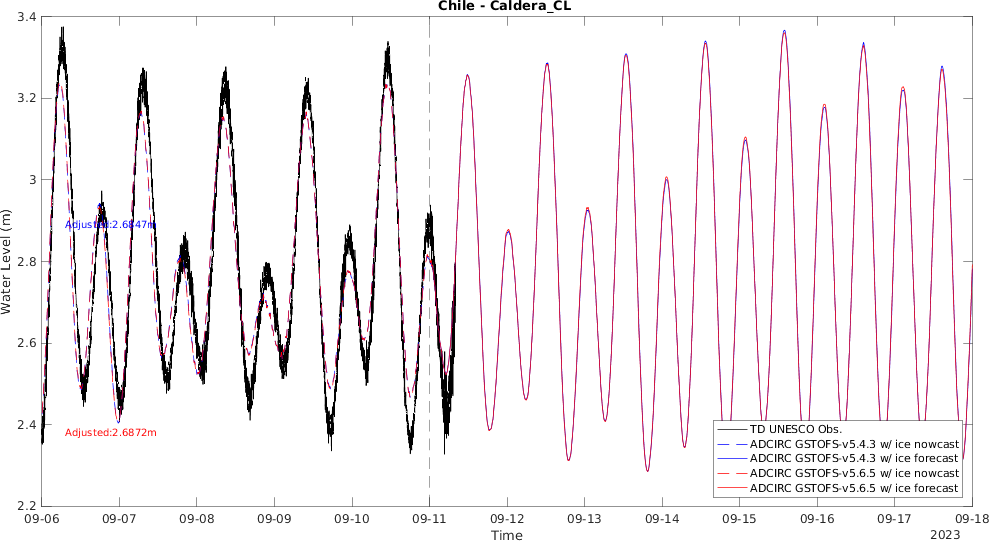 Chile - Caldera_CL
3.4
3.2
3
2.8
2.6
2.4
2.2
Water Level (m)
Adjusted:2.6847m
Adjusted:2.6872m
TD UNESCO Obs.
ADCIRC GSTOFS-v5.4.3 w/ ice nowcast
ADCIRC GSTOFS-v5.4.3 w/ ice forecast
ADCIRC GSTOFS-v5.6.5 w/ ice nowcast
ADCIRC GSTOFS-v5.6.5 w/ ice forecast
09-06 09-07 09-08 09-09 09-10 09-11 09-12 09-13 09-14 09-15 09-16 09-17 09-18
Time
2023